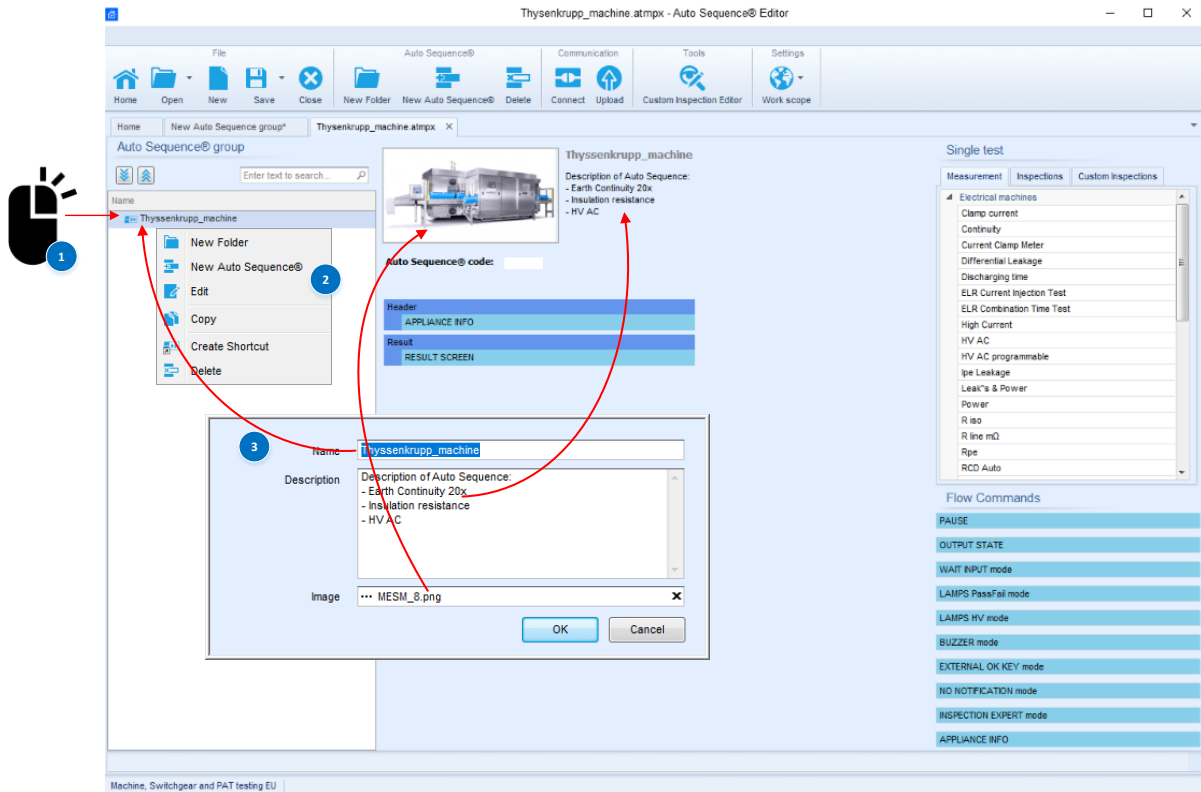 Thysenkrupp_machine.atmpx - Auto Sequence® Editor
File
Auto Sequence®
Communication
Tools
Settings
Home
Open
New
Save
Close
New Folder
New Auto Sequence®
Delete
Connect
Upload
Custom Inspection Editor
Work scope
Home
New Auto Sequence group*
Thysenkrupp_machine.atmpx
Auto Sequence® group
Enter text to search...
Name
Thyssenkrupp_machine
1
New Folder
New Auto Sequence®
Edit
Copy
Create Shortcut
Delete
2
Thyssenkrupp_machine
Description of Auto Sequence:
- Earth Continuity 20x
- Insulation resistance
- HV AC
Auto Sequence® code:
Header
APPLIANCE INFO
Result
RESULT SCREEN
3
Name
Thyssenkrupp_machine
Description
Description of Auto Sequence:
- Earth Continuity 20x
- Insulation resistance
- HV AC
Image
··· MESM_8.png
OK
Cancel
Single test
Measurement
Inspections
Custom Inspections
Electrical machines
Clamp current
Continuity
Current Clamp Meter
Differential Leakage
Discharging time
ELR Current Injection Test
ELR Combination Time Test
High Current
HV AC
HV AC programmable
Ipe Leakage
Leak"s & Power
Power
R iso
R line mΩ
Rpe
RCD Auto
Flow Commands
PAUSE
OUTPUT STATE
WAIT INPUT mode
LAMPS PassFail mode
LAMPS HV mode
BUZZER mode
EXTERNAL OK KEY mode
NO NOTIFICATION mode
INSPECTION EXPERT mode
APPLIANCE INFO
Machine, Switchgear and PAT testing EU